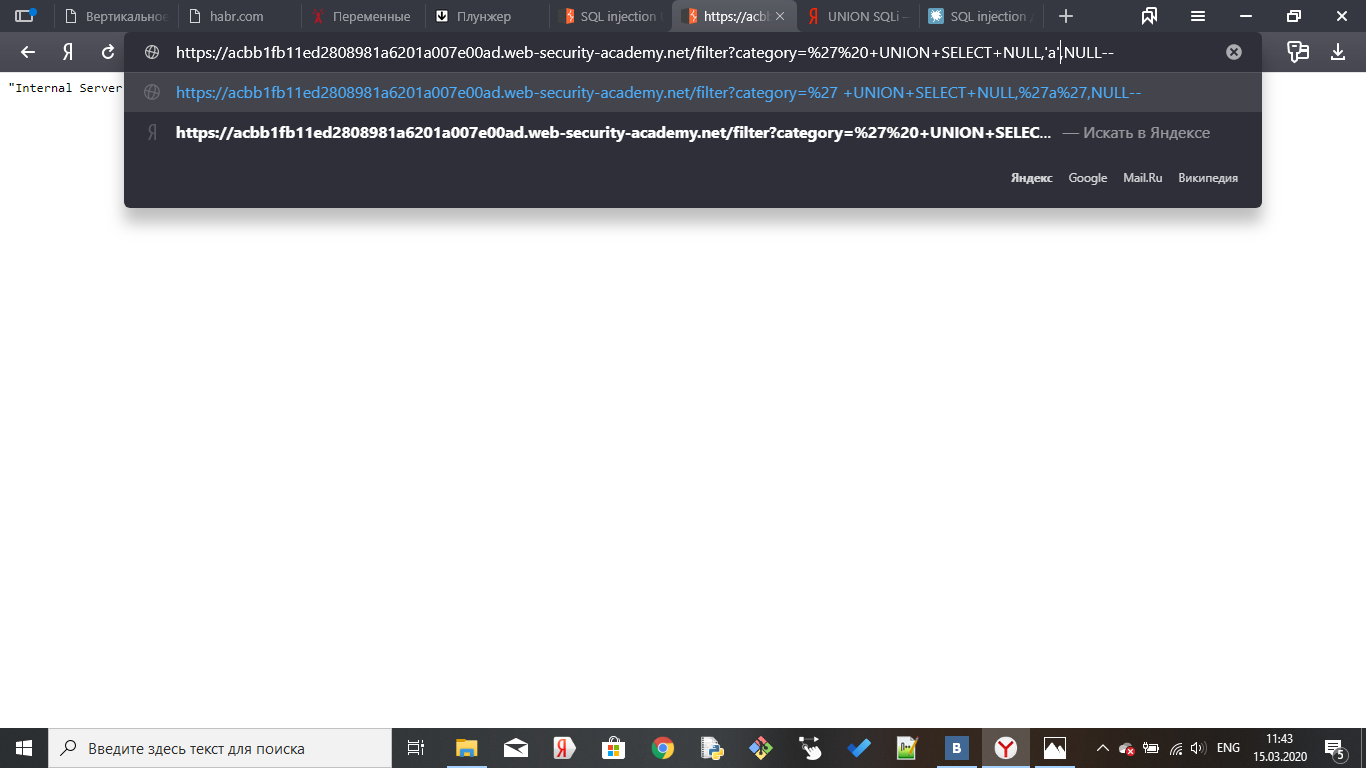 Вертикальное
habr.com
Переменные
Плунжер
SQL injection
https://acbb
UNION SQLi –
SQL injection
Я
https://acbb1fb11ed2808981a6201a007e00ad.web-security-academy.net/filter?category=%27%20+UNION+SELECT+NULL,'a',NULL--
"Internal Server
https://acbb1fb11ed2808981a6201a007e00ad.web-security-academy.net/filter?category=%27 +UNION+SELECT+NULL,%27a%27,NULL--
Я https://acbb1fb11ed2808981a6201a007e00ad.web-security-academy.net/filter?category=%27%20+UNION+SELEC... — Искать в Яндексе
Яндекс Google Mail.Ru Википедия
Введите здесь текст для поиска
ENG
11:43
15.03.2020
5